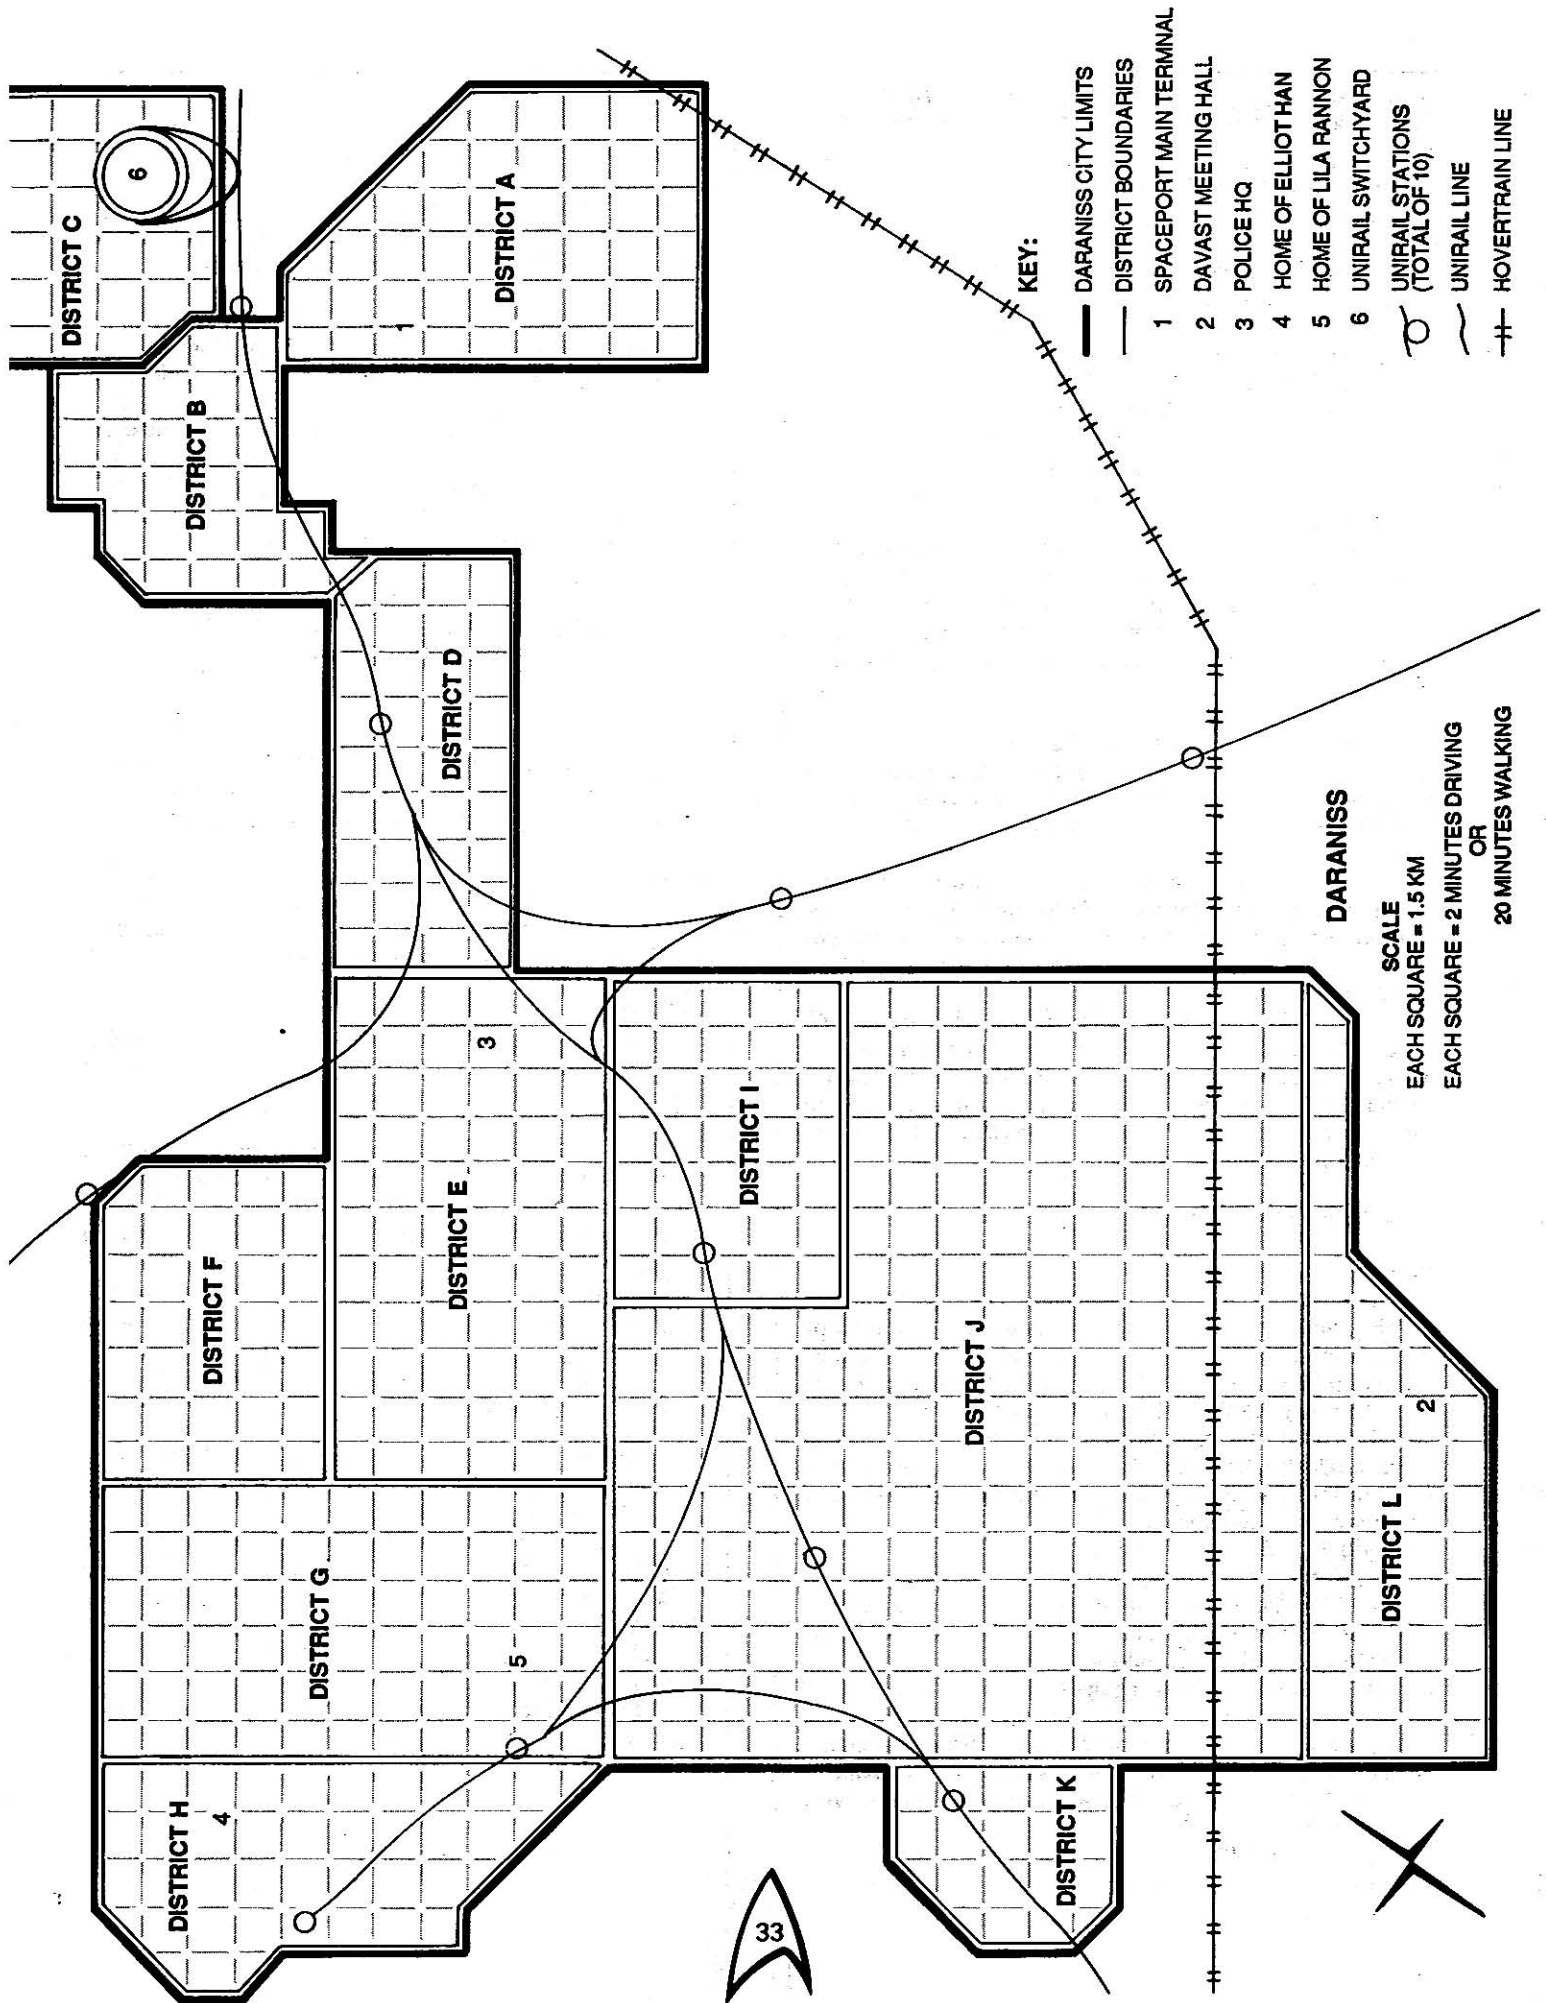 DISTRICT H
4
DISTRICT G
5
DISTRICT F
DISTRICT E
3
DISTRICT D
DISTRICT B
DISTRICT C
6
1
DISTRICT A
DISTRICT I
DISTRICT J
DISTRICT K
DISTRICT L
2
33
DARANISS
SCALE
EACH SQUARE = 1.5 KM
EACH SQUARE = 2 MINUTES DRIVING
OR
20 MINUTES WALKING
KEY:
DARANISS CITY LIMITS
DISTRICT BOUNDARIES
1 SPACEPORT MAIN TERMNAL
2 DAVAST MEETING HALL
3 POLICE HQ
4 HOME OF ELLIOT HAN
5 HOME OF LILA RANNON
6 UNIRAIL SWITCHYARD
UNIRAIL STATIONS
(TOTAL OF 10)
UNIRAIL LINE
HOVERTRAIN LINE